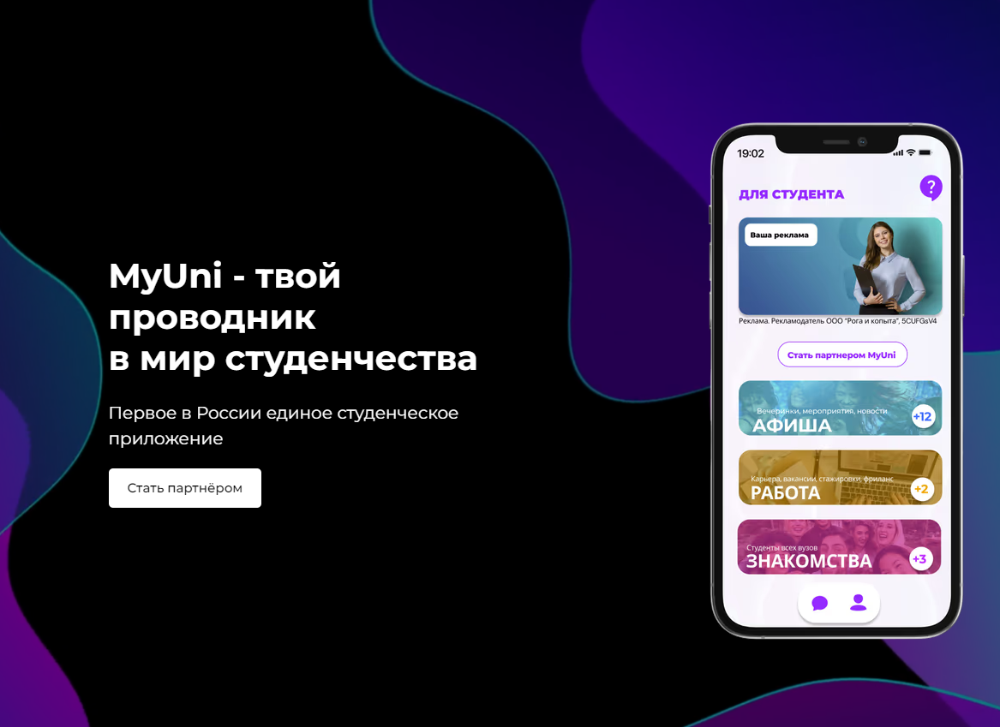 MyUni - твой
проводник
в мир студенчества
Первое в России единое студенческое
приложение
Стать партнёром
19:02
ДЛЯ СТУДЕНТА
?
Ваша реклама
Реклама. Рекламодатель ООО "Рога и копыта", 5CUFGsV4
Стать партнером MyUni
Вечеринки, мероприятия, новости
АФИША
+12
Карьера, вакансии, стажировки, фриланс
РАБОТА
+2
Студенты всех вузов
ЗНАКОМСТВА
+3